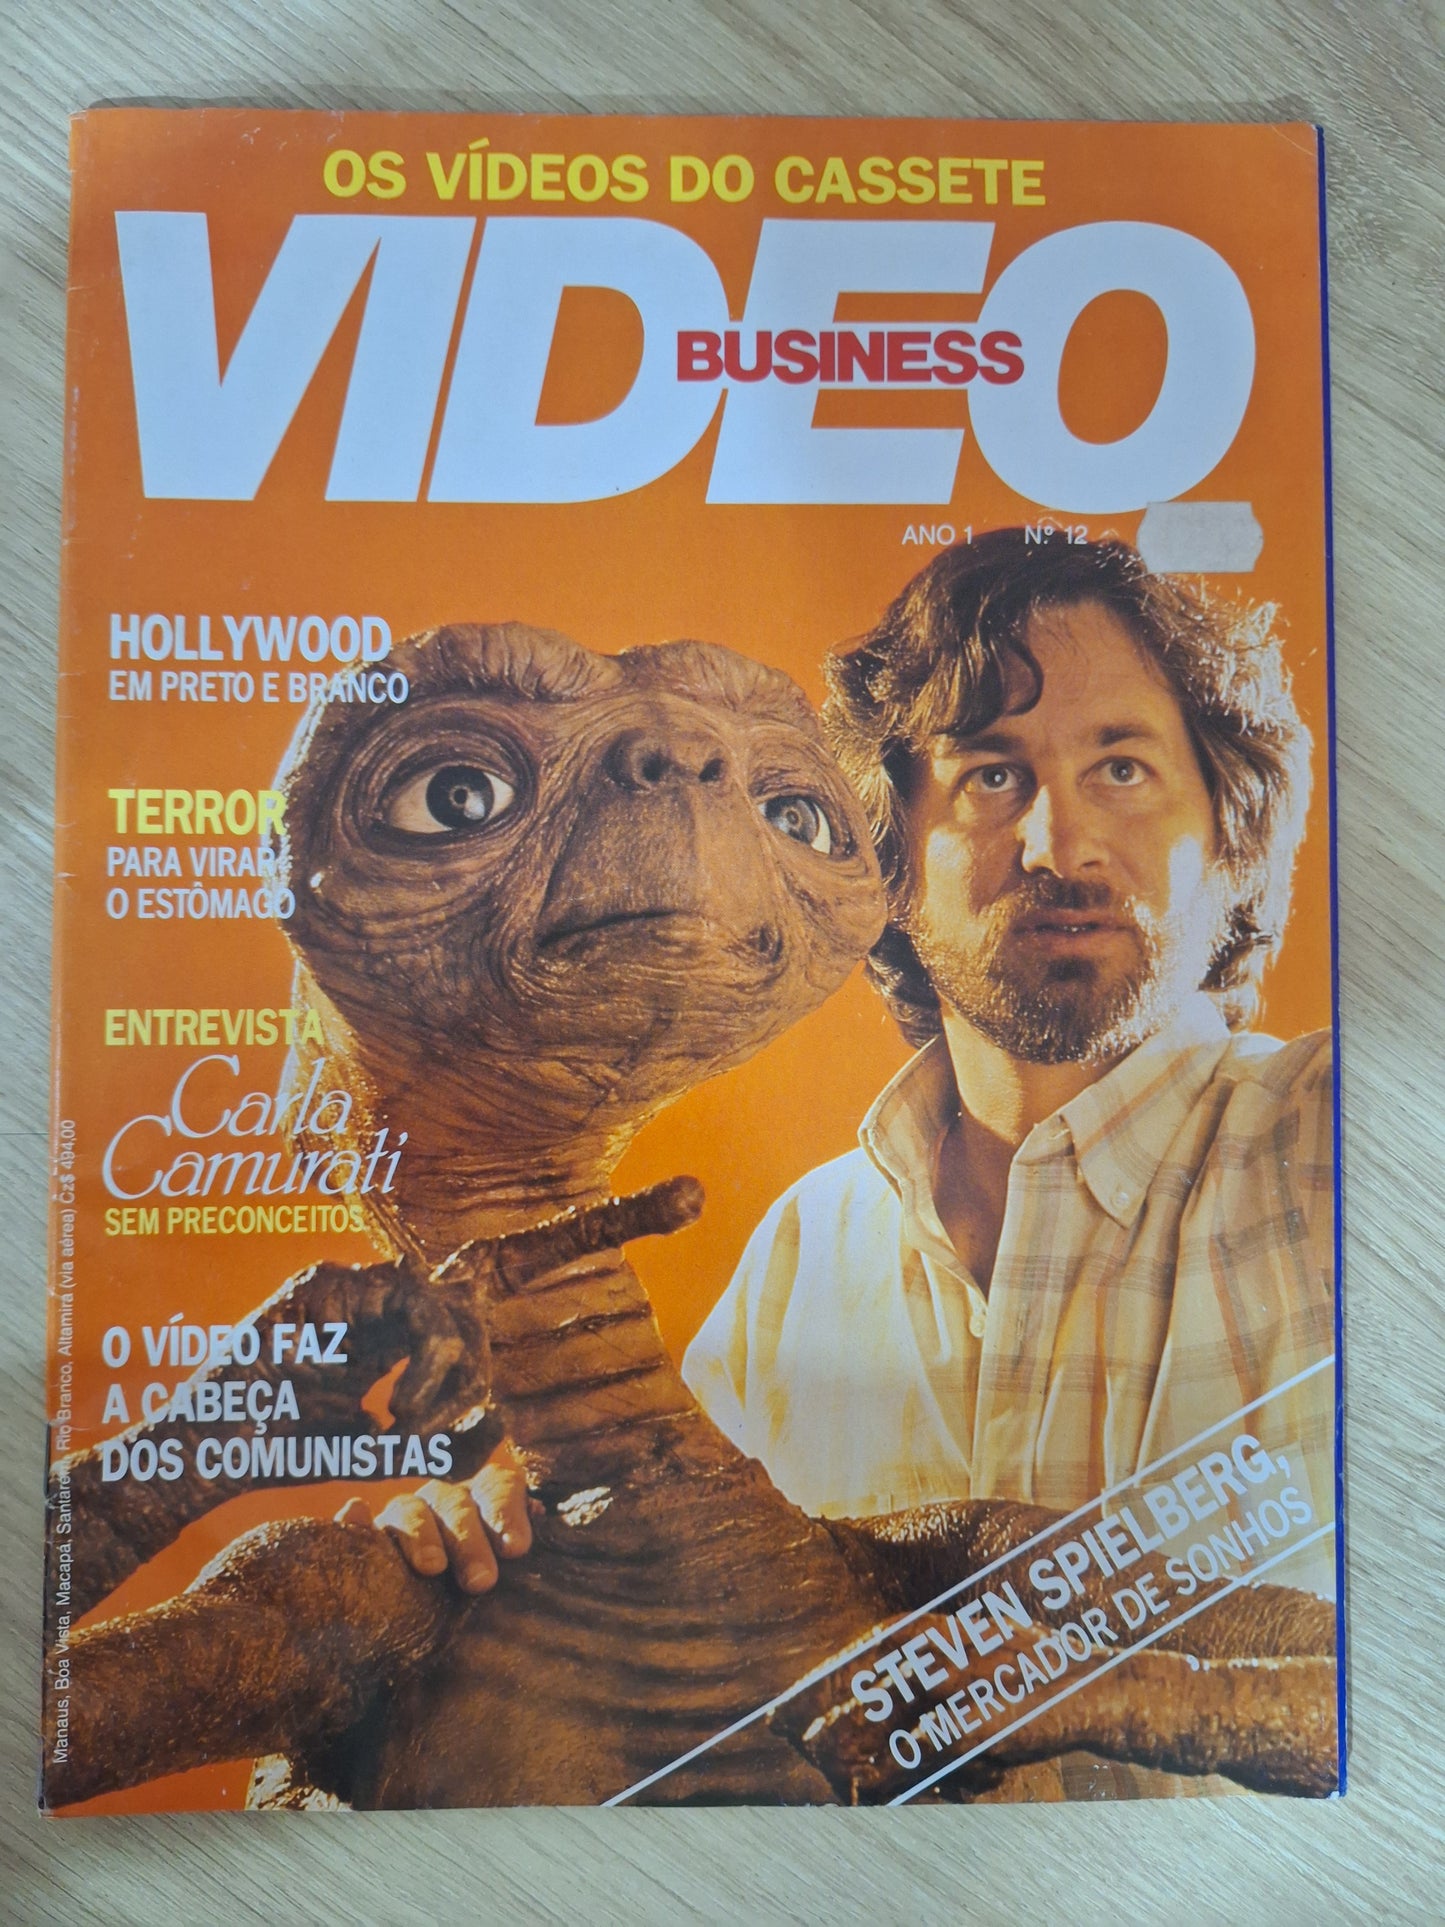 OS VÍDEOS DO CASSETE
VIDEO
BUSINESS
ANO 1 Nº 12
HOLLYWOOD
EM PRETO E BRANCO
TERROR
PARA VIRAR
O ESTÔMAGO
ENTREVISTA
Carla
Camurati
SEM PRECONCEITOS
O VÍDEO FAZ
A CABEÇA
DOS COMUNISTAS
STEVEN SPIELBERG,
O MERCADOR DE SONHOS
Manaus, Boa Vista, Macapá, Santarém, Rio Branco, Altamira (via aérea) Cz$ 494,00